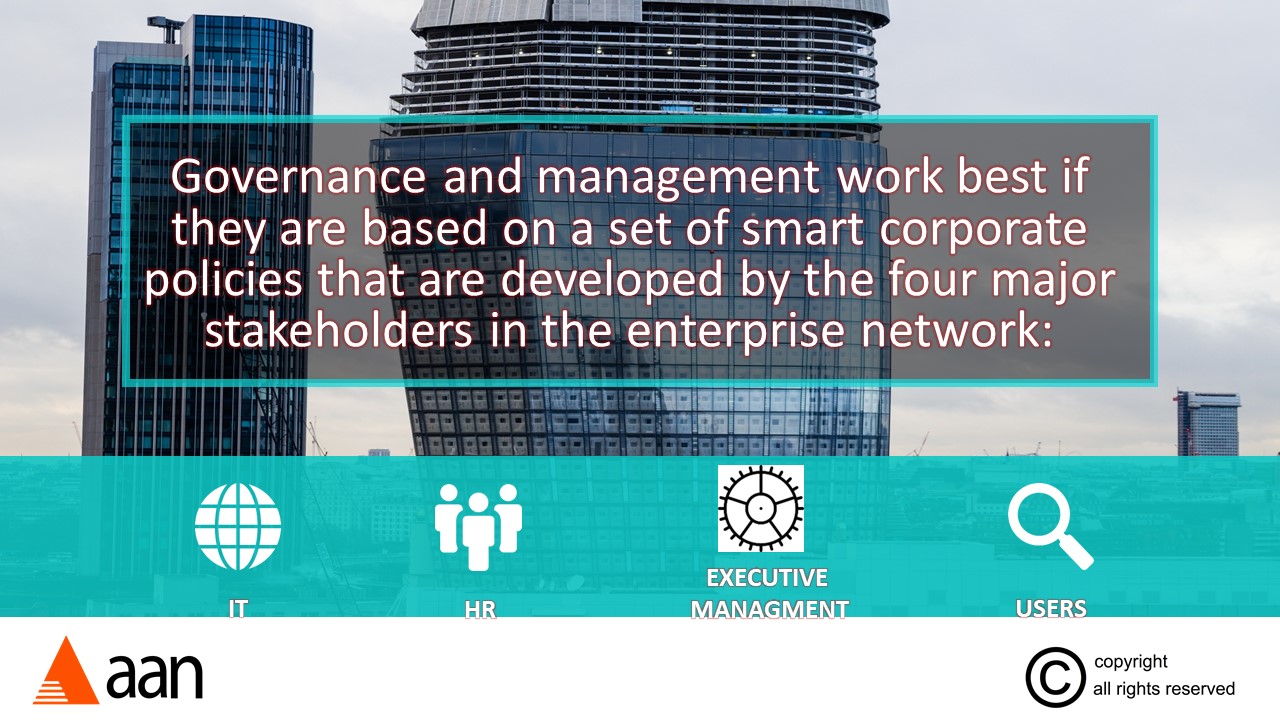 Governance and management work best if
they are based on a set of smart corporate
policies that are developed by the four major
stakeholders in the enterprise network:
IT
HR
EXECUTIVE
MANAGMENT
USERS
aan
©
copyright
all rights reserved